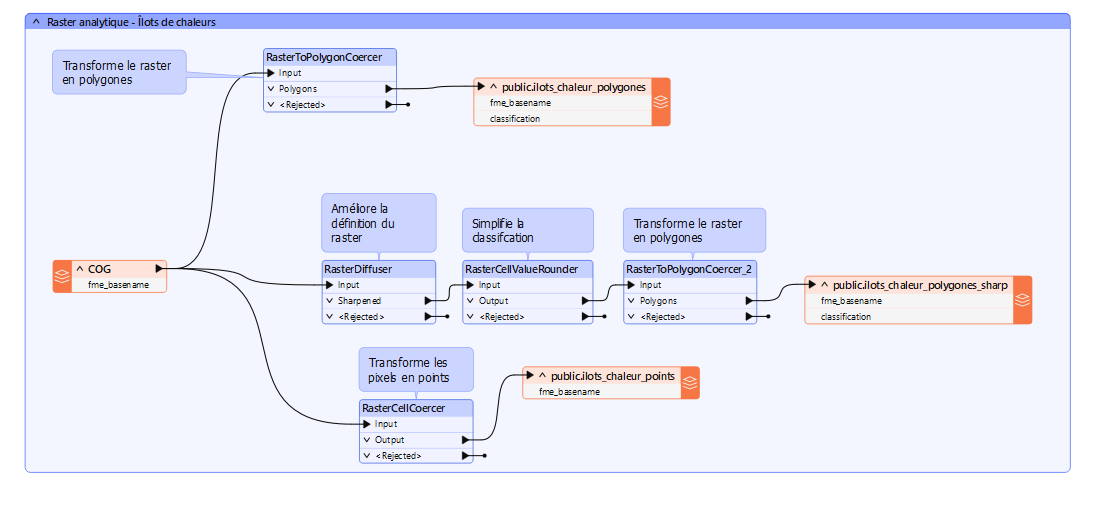 Raster analytique - Îlots de chaleurs
Transforme le raster
en polygones
RasterToPolygonCoercer
Input
Polygons
<Rejected>
public.ilots_chaleur_polygones
fme_basename
classification
COG
fme_basename
Améliore la
définition du
raster
RasterDiffuser
Input
Sharpened
<Rejected>
Simplifie la
classifcation
RasterCellValueRounder
Input
Output
<Rejected>
Transforme le raster
en polygones
RasterToPolygonCoercer_2
Input
Polygons
<Rejected>
public.ilots_chaleur_polygones_sharp
fme_basename
classification
Transforme les
pixels en points
RasterCellCoercer
Input
Output
<Rejected>
public.ilots_chaleur_points
fme_basename